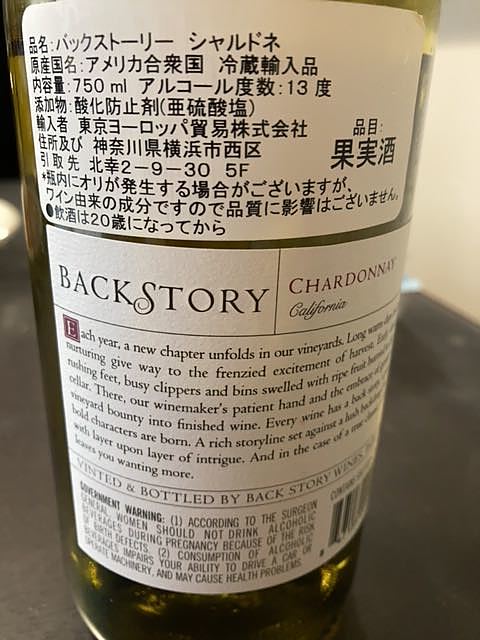 品名:バックストーリー シャルドネ
原産国名:アメリカ合衆国 冷蔵輸入品
内容量:750 ml アルコール度数:13 度
添加物:酸化防止剤(亜硫酸塩)
輸入者 東京ヨーロッパ貿易株式会社
住所及び 神奈川県横浜市西区
引取先 北幸2-9-30 5F
品目:
果実酒
*瓶内にオリが発生する場合がございますが、
ワイン由来の成分ですので品質に影響はございません。
●飲酒は20歳になってから
BACKSTORY
CHARDONNAY
California
Each year, a new chapter unfolds in our vineyards. Long warm days
nurturing give way to the frenzied excitement of harvest.
rushing feet, busy clippers and bins swelled with ripe fruit
cellar. There, our winemaker's patient hand and the embrace of
vineyard bounty into finished wine. Every wine has a back
bold characters are born. A rich storyline set against a lush
with layer upon layer of intrigue. And in the case of a true
leaves you wanting more.
VINTED & BOTTLED BY BACK STORY WINES
GOVERNMENT WARNING: (1) ACCORDING TO THE SURGEON
GENERAL WOMEN SHOULD NOT DRINK ALCOHOLIC
BEVERAGES DURING PREGNANCY BECAUSE OF THE RISK
OF BIRTH DEFECTS. (2) CONSUMPTION OF ALCOHOLIC
BEVERAGES IMPAIRS YOUR ABILITY TO DRIVE A CAR OR
OPERATE MACHINERY, AND MAY CAUSE HEALTH PROBLEMS.
CONTAINS